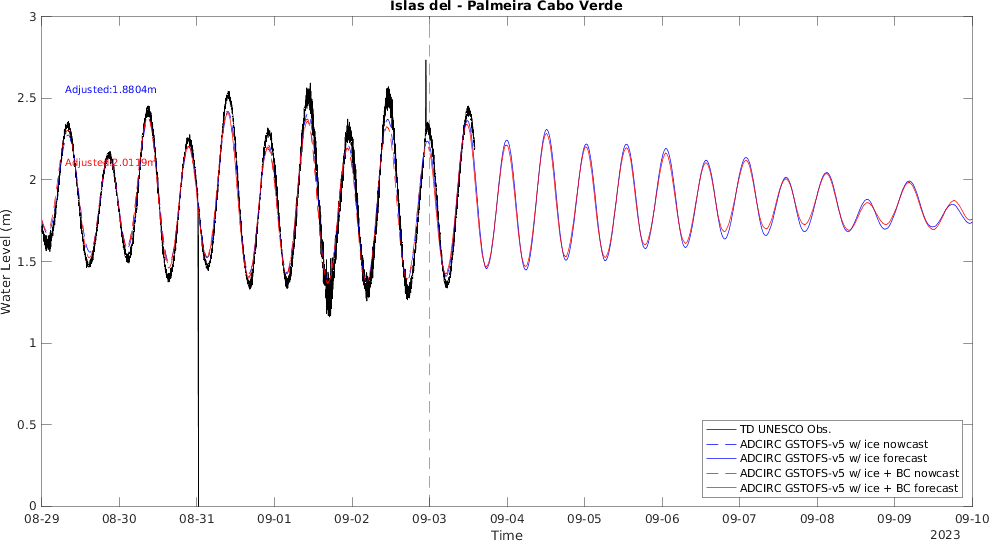 Islas del - Palmeira Cabo Verde
3
2.5
2
1.5
1
0.5
0
Water Level (m)
Adjusted:1.8804m
Adjusted:2.0119m
TD UNESCO Obs.
ADCIRC GSTOFS-v5 w/ ice nowcast
ADCIRC GSTOFS-v5 w/ ice forecast
ADCIRC GSTOFS-v5 w/ ice + BC nowcast
ADCIRC GSTOFS-v5 w/ ice + BC forecast
08-29 08-30 08-31 09-01 09-02 09-03 09-04 09-05 09-06 09-07 09-08 09-09 09-10
Time
2023